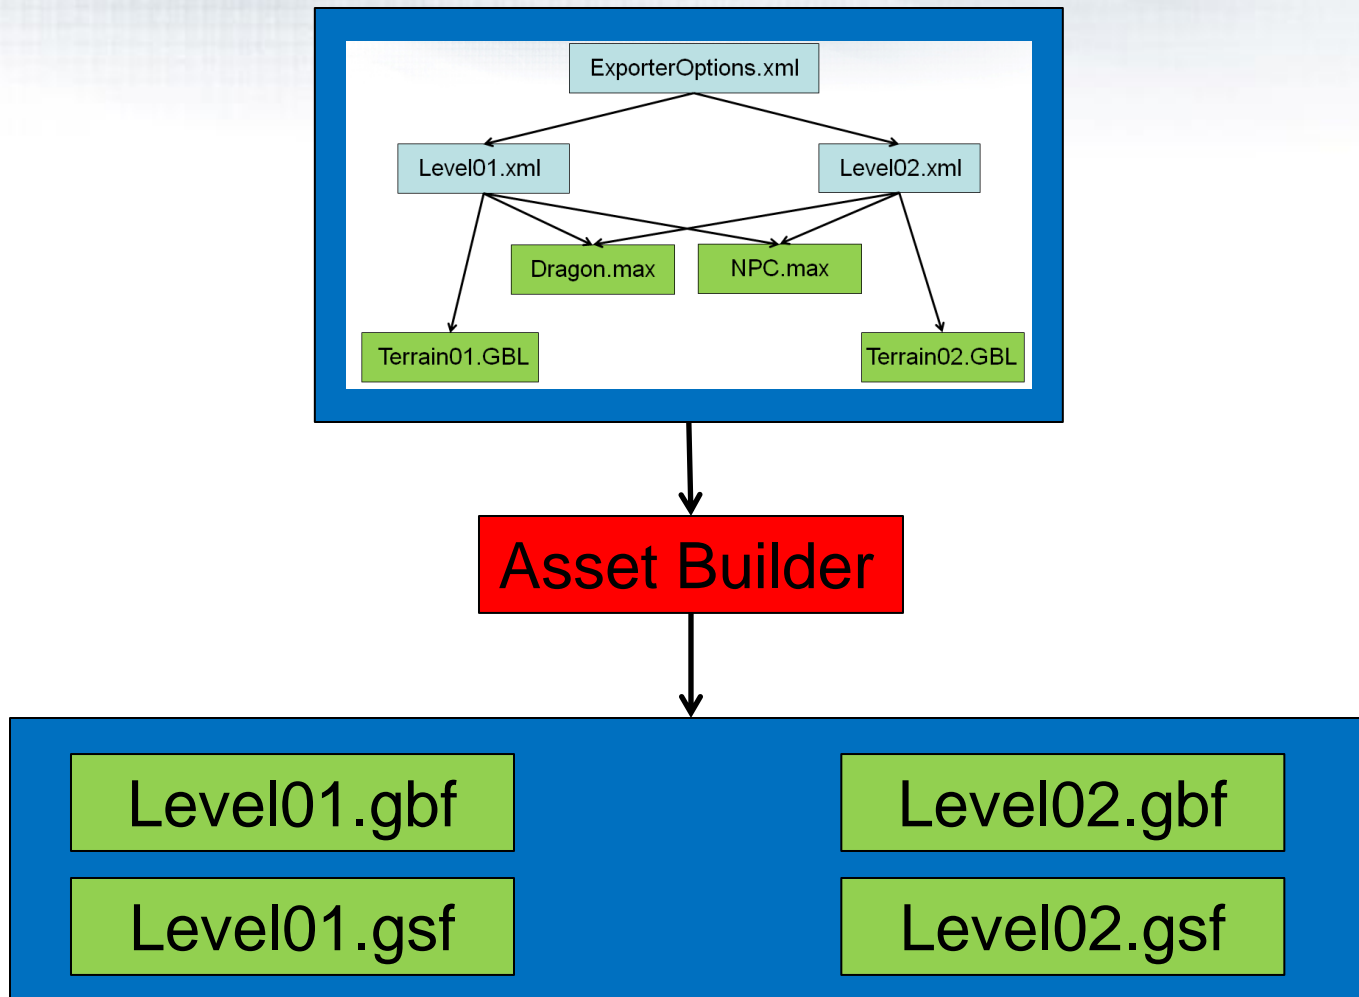 ExporterOptions.xml
Level01.xml
Level02.xml
Dragon.max
NPC.max
Terrain01.GBL
Terrain02.GBL
Asset Builder
Level01.gbf
Level02.gbf
Level01.gsf
Level02.gsf